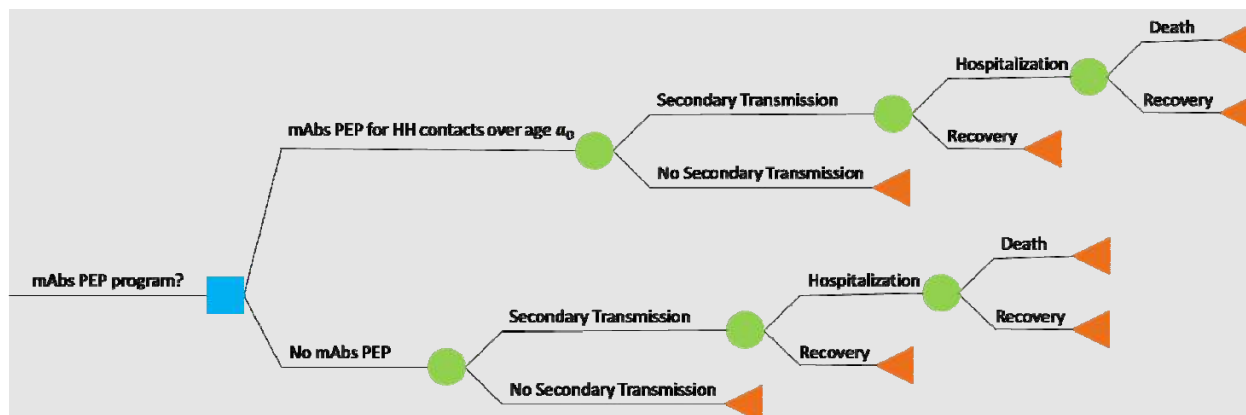 Death
Hospitalization
Secondary Transmission
Recovery
mAbs PEP for HH contacts over age a₀
Recovery
No Secondary Transmission
Death
mAbs PEP program?
Hospitalization
Secondary Transmission
Recovery
No mAbs PEP
Recovery
No Secondary Transmission